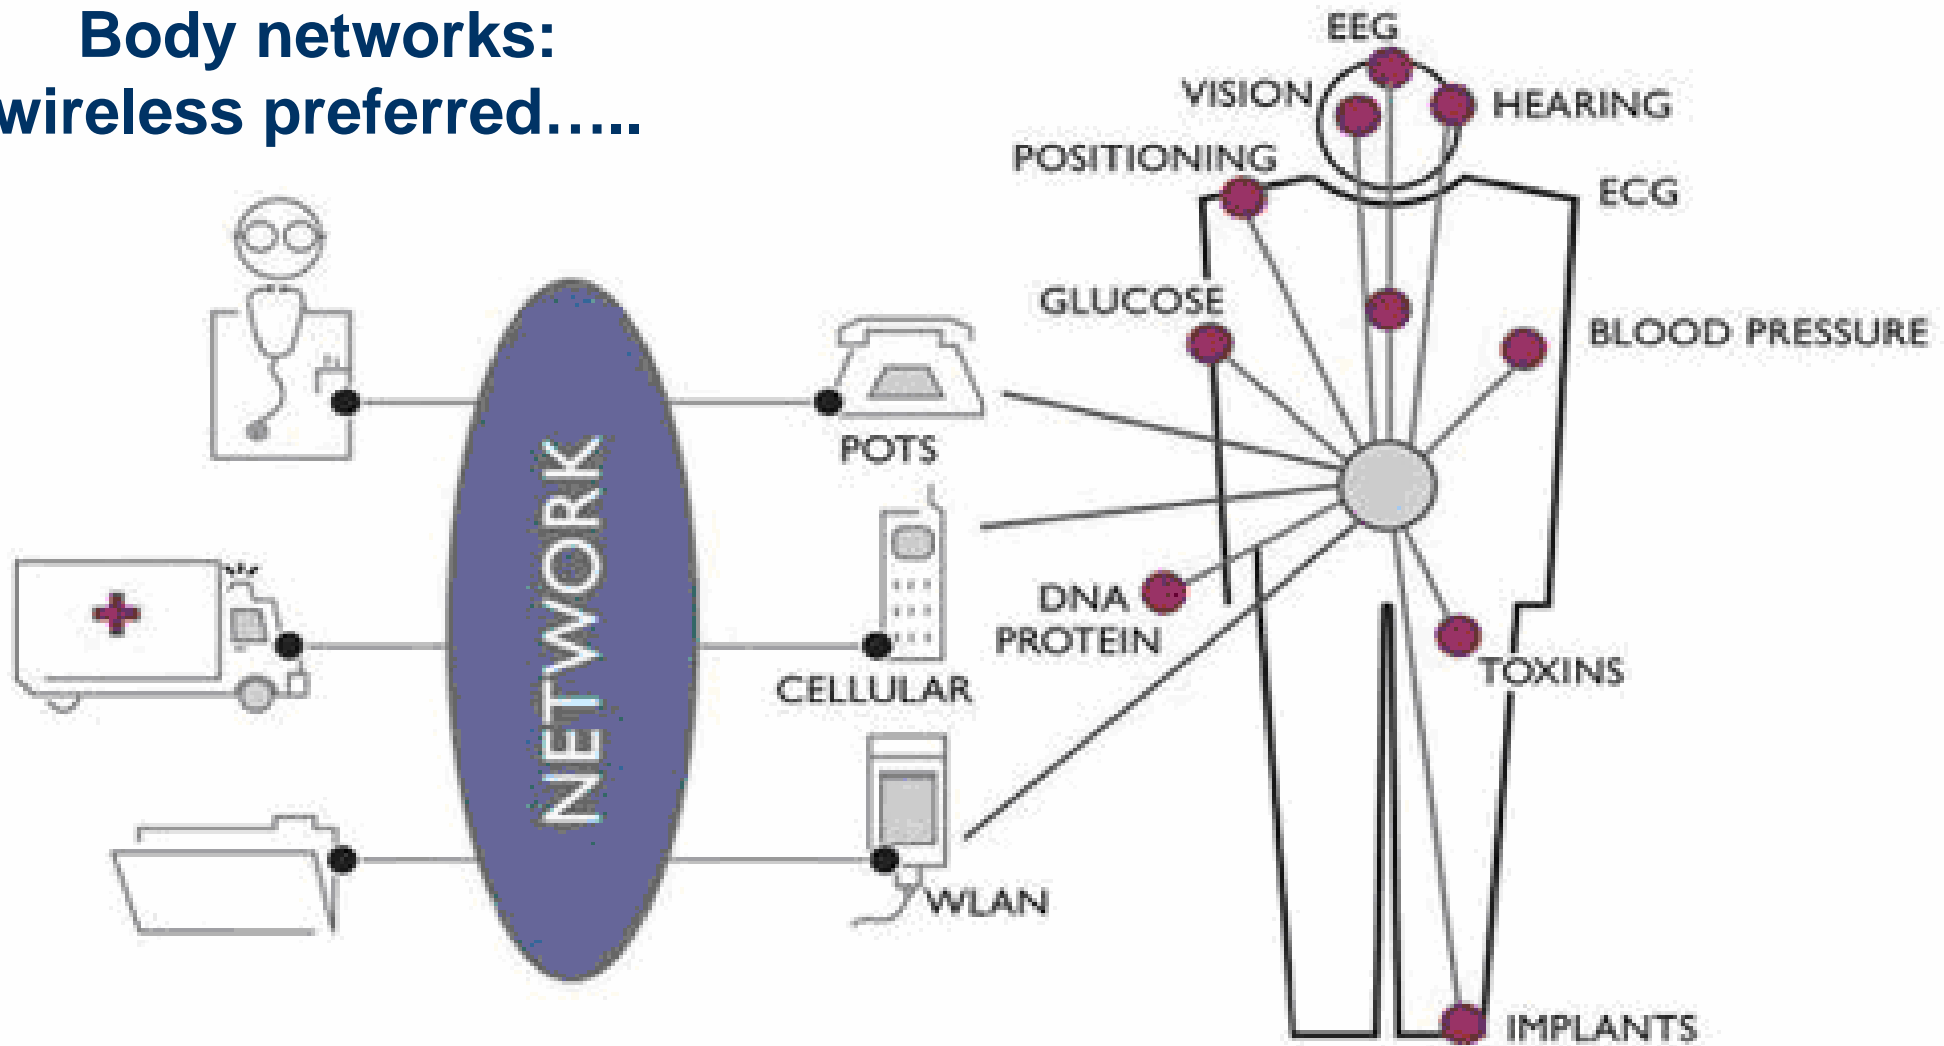 Body networks:
wireless preferred…..
EEG
VISION
HEARING
POSITIONING
ECG
GLUCOSE
BLOOD PRESSURE
POTS
NETWORK
CELLULAR
DNA
PROTEIN
TOXINS
WLAN
IMPLANTS